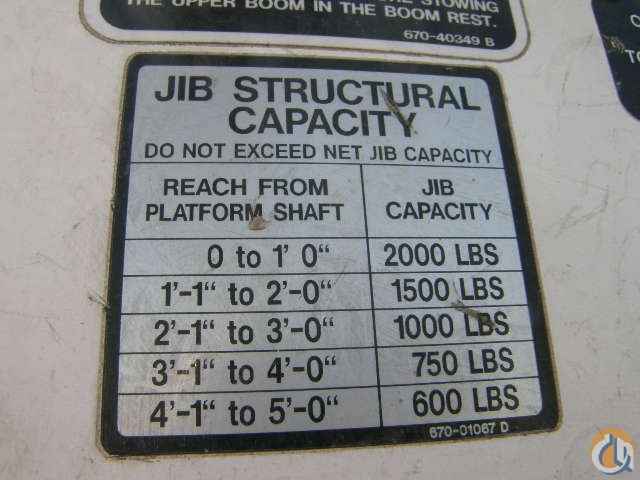 THE UPPER BOOM IN THE BOOM REST.
670-40349 B
JIB STRUCTURAL
CAPACITY
DO NOT EXCEED NET JIB CAPACITY
REACH FROM PLATFORM SHAFT JIB CAPACITY
0 to 1' 0" 2000 LBS
1'-1" to 2'-0" 1500 LBS
2'-1" to 3'-0" 1000 LBS
3'-1" to 4'-0" 750 LBS
4'-1" to 5'-0" 600 LBS
670-01067 D